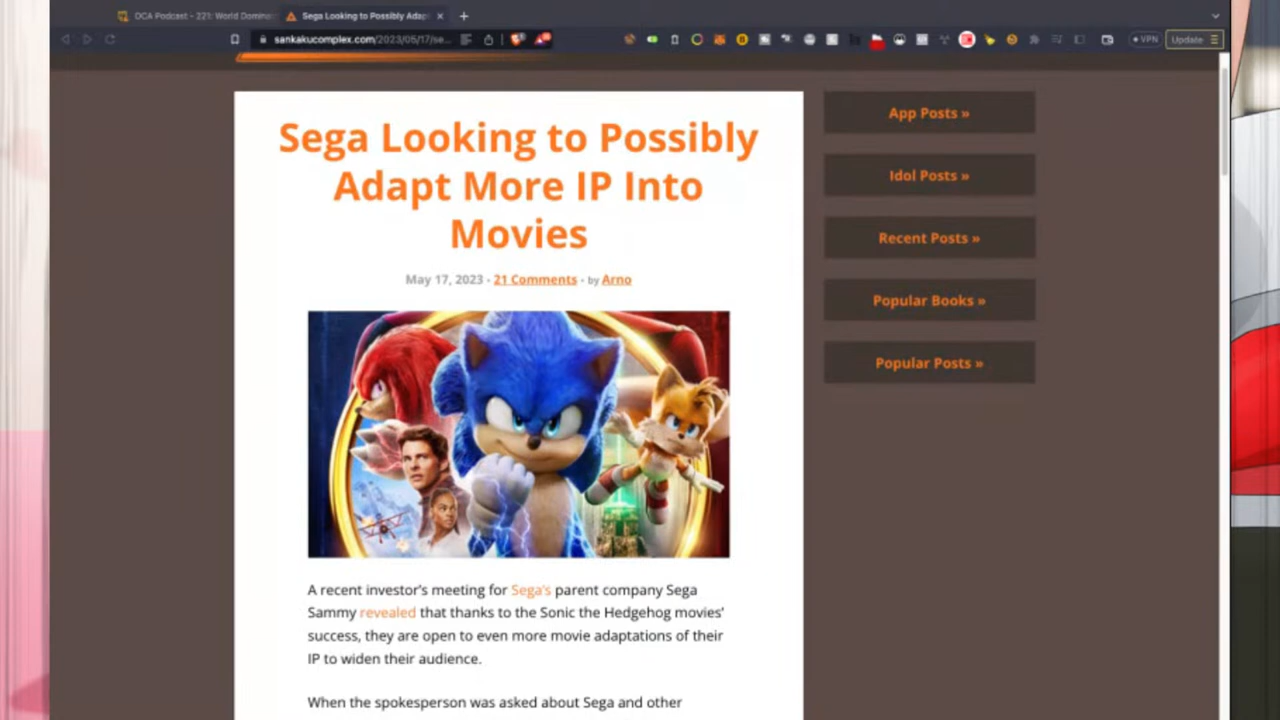 OCA Podcast - 221: World Domina
Sega Looking to Possibly Adap
sankakucomplex.com/2023/05/17/se...
VPN
Update
Sega Looking to Possibly
Adapt More IP Into
Movies
May 17, 2023 - 21 Comments - by Arno
A recent investor's meeting for Sega's parent company Sega
Sammy revealed that thanks to the Sonic the Hedgehog movies'
success, they are open to even more movie adaptations of their
IP to widen their audience.
When the spokesperson was asked about Sega and other
App Posts »
Idol Posts »
Recent Posts »
Popular Books »
Popular Posts »